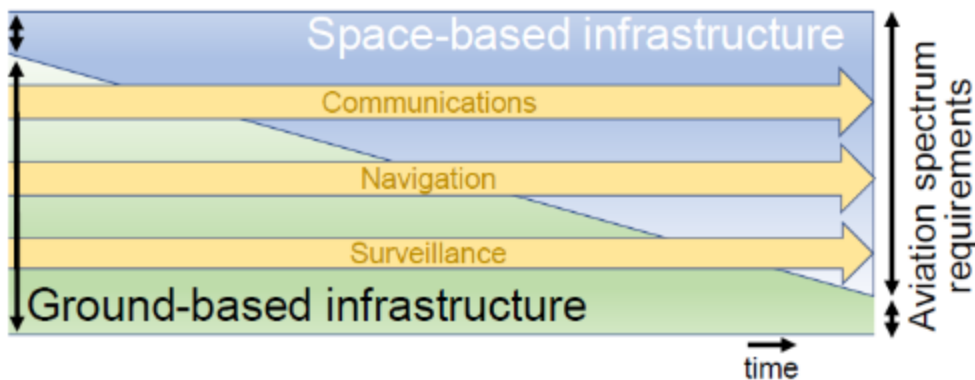 Space-based infrastructure
Communications
Navigation
Surveillance
Ground-based infrastructure
time
Aviation spectrum
requirements